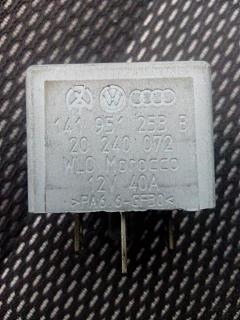 141 951 253 B
20 240 072
WLO Morocco
12V 40A
>PA6.6-GF30<